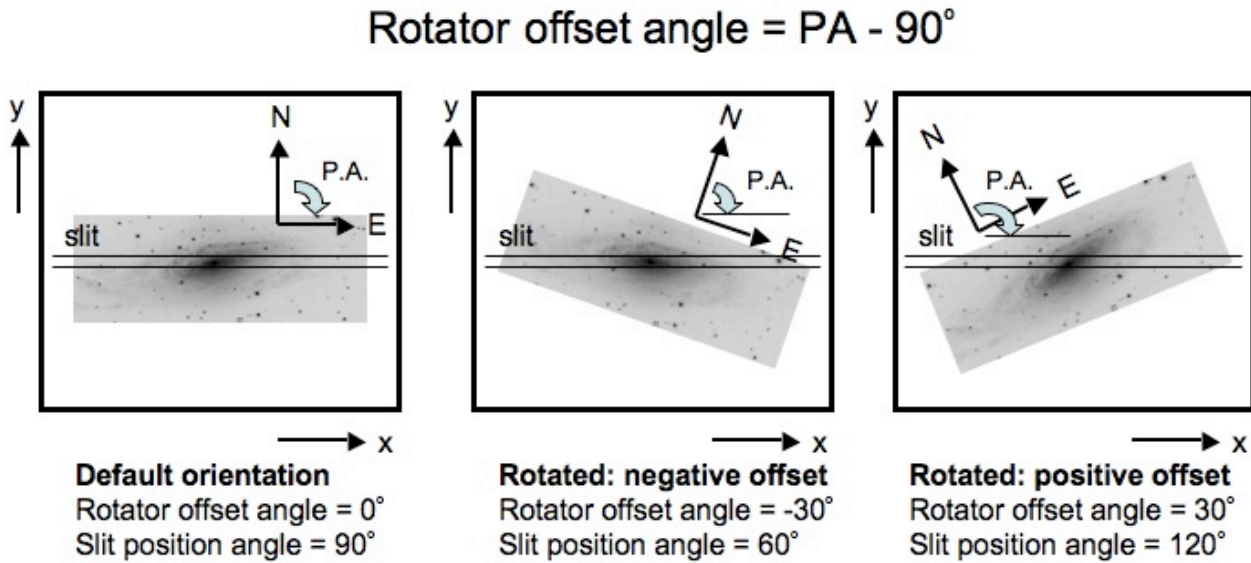 Rotator offset angle = PA - 90˚
y
N
P.A.
E
slit
x
Default orientation
Rotator offset angle = 0˚
Slit position angle = 90˚
y
N
P.A.
E
slit
x
Rotated: negative offset
Rotator offset angle = -30˚
Slit position angle = 60˚
y
N
P.A.
E
slit
x
Rotated: positive offset
Rotator offset angle = 30˚
Slit position angle = 120˚